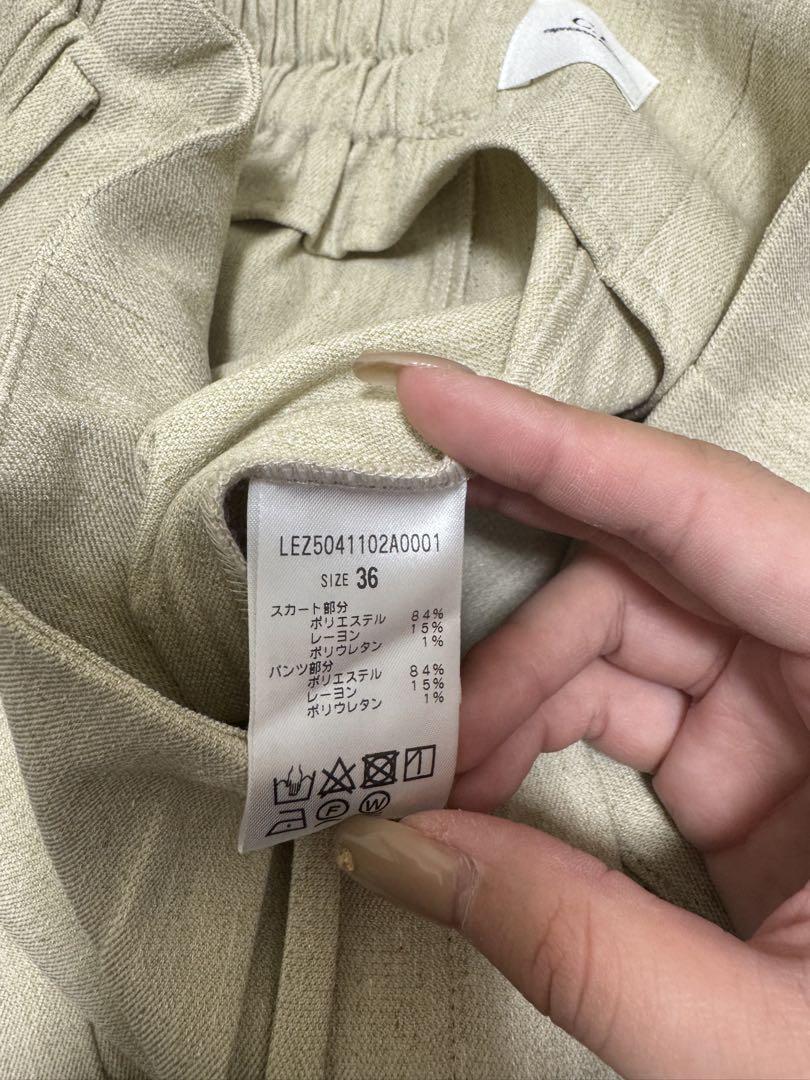 LEZ5041102A0001
SIZE 36
スカート部分
ポリエステル 84%
レーヨン 15%
ポリウレタン 1%
パンツ部分
ポリエステル 84%
レーヨン 15%
ポリウレタン 1%
F W